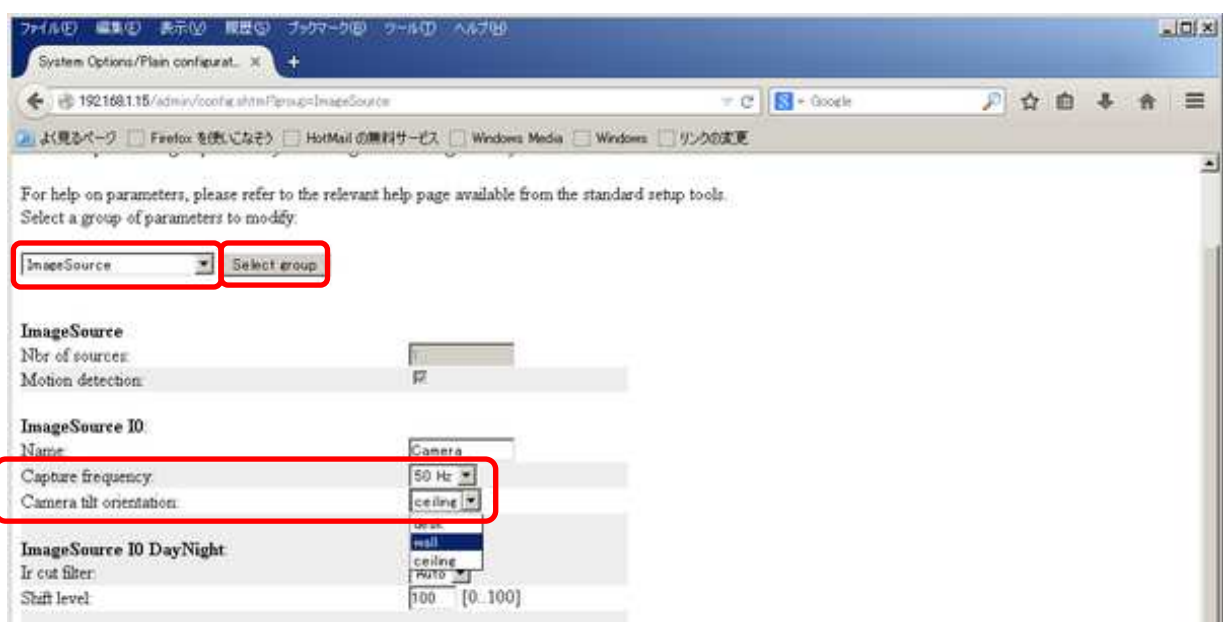 ファイル(E) 編集(E) 表示(V) 履歴(S) ブックマーク(B) ツール(T) ヘルプ(H)
System Options/Plain configurat... × +
192.168.1.15/admin/config.shtml?group=ImageSource Google
よく見るページ Firefox を使いこなそう HotMail の無料サービス Windows Media Windows リンクの変更
For help on parameters, please refer to the relevant help page available from the standard setup tools.
Select a group of parameters to modify:
ImageSource Select group
ImageSource
Nbr of sources:
Motion detection:
ImageSource I0:
Name: Camera
Capture frequency: 50 Hz
Camera tilt orientation: ceiling
desk
wall
ImageSource I0 DayNight:
ceiling
Ir cut filter: Auto
Shift level: 100 [0..100]